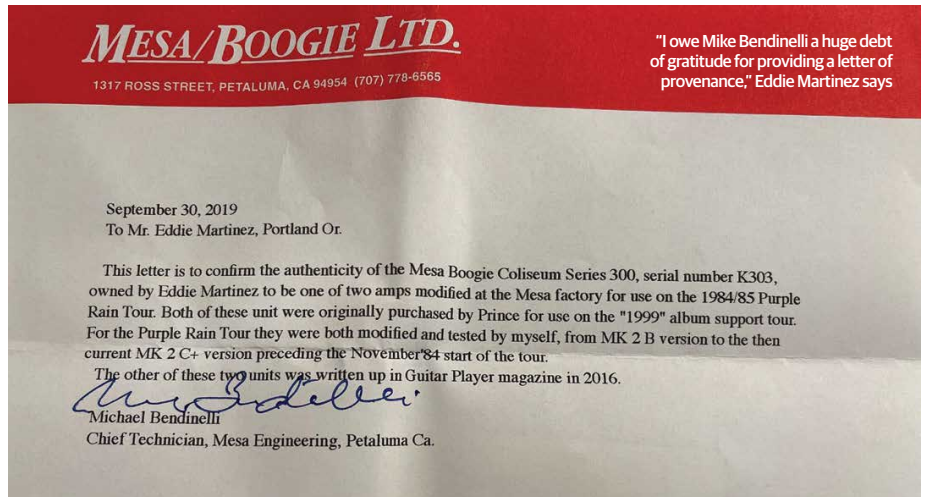 MESA/BOOGIE LTD.
1317 ROSS STREET, PETALUMA, CA 94954 (707) 778-6565
"I owe Mike Bendinelli a huge debt
of gratitude for providing a letter of
provenance," Eddie Martinez says
September 30, 2019
To Mr. Eddie Martinez, Portland Or.
This letter is to confirm the authenticity of the Mesa Boogie Coliseum Series 300, serial number K303,
owned by Eddie Martinez to be one of two amps modified at the Mesa factory for use on the 1984/85 Purple
Rain Tour. Both of these unit were originally purchased by Prince for use on the "1999" album support tour.
For the Purple Rain Tour they were both modified and tested by myself, from MK 2 B version to the then
current MK 2 C+ version preceding the November'84 start of the tour.
The other of these two units was written up in Guitar Player magazine in 2016.
Michael Bendinelli
Chief Technician, Mesa Engineering, Petaluma Ca.